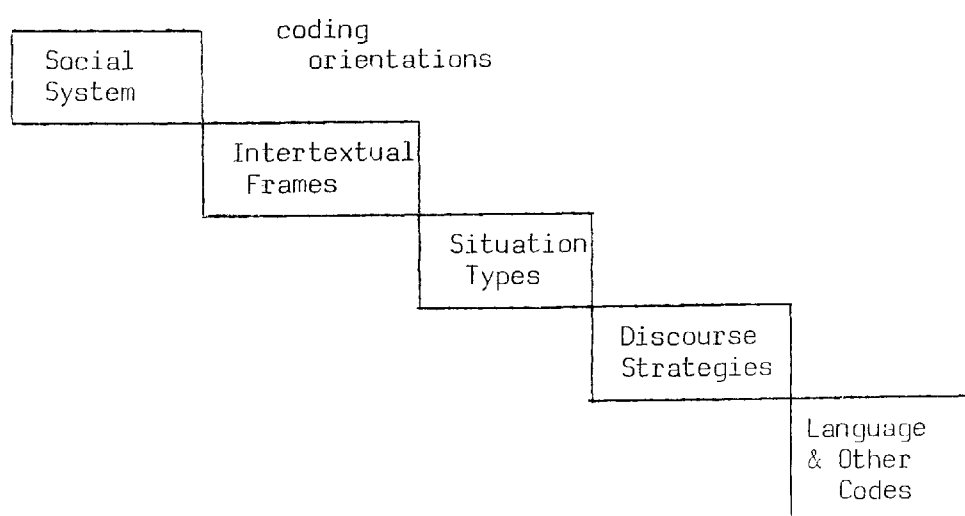 coding
orientations
Social
System
Intertextual
Frames
Situation
Types
Discourse
Strategies
Language
& Other
Codes